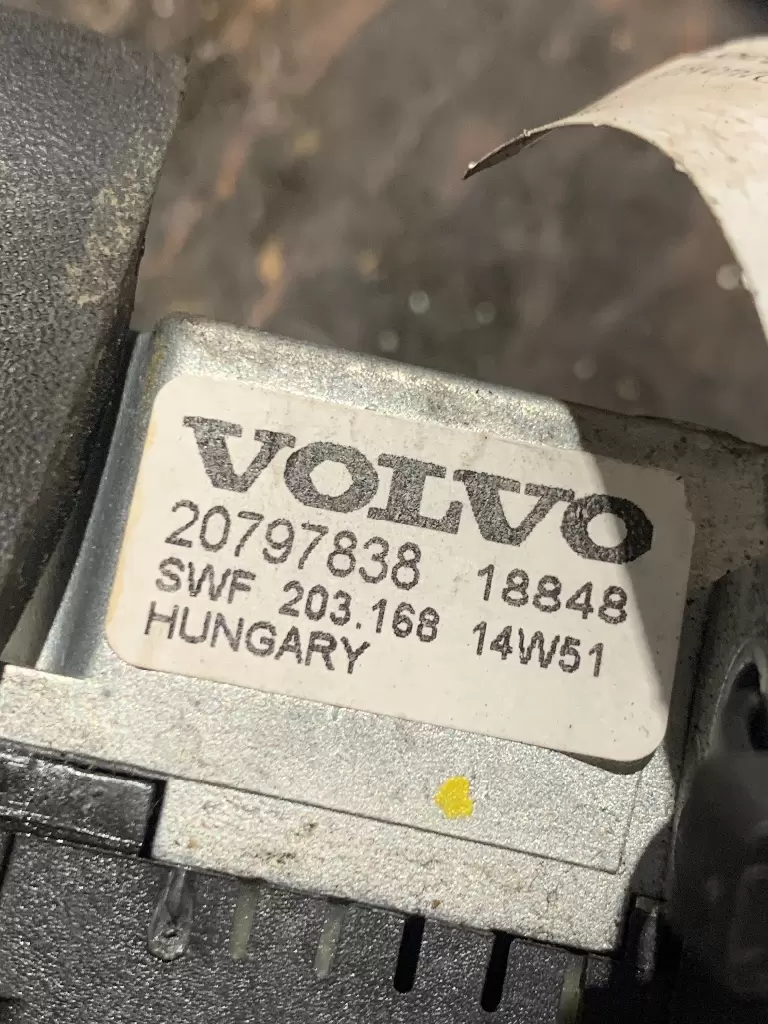 VOLVO
20797838 18848
SWF 203.168 14W51
HUNGARY